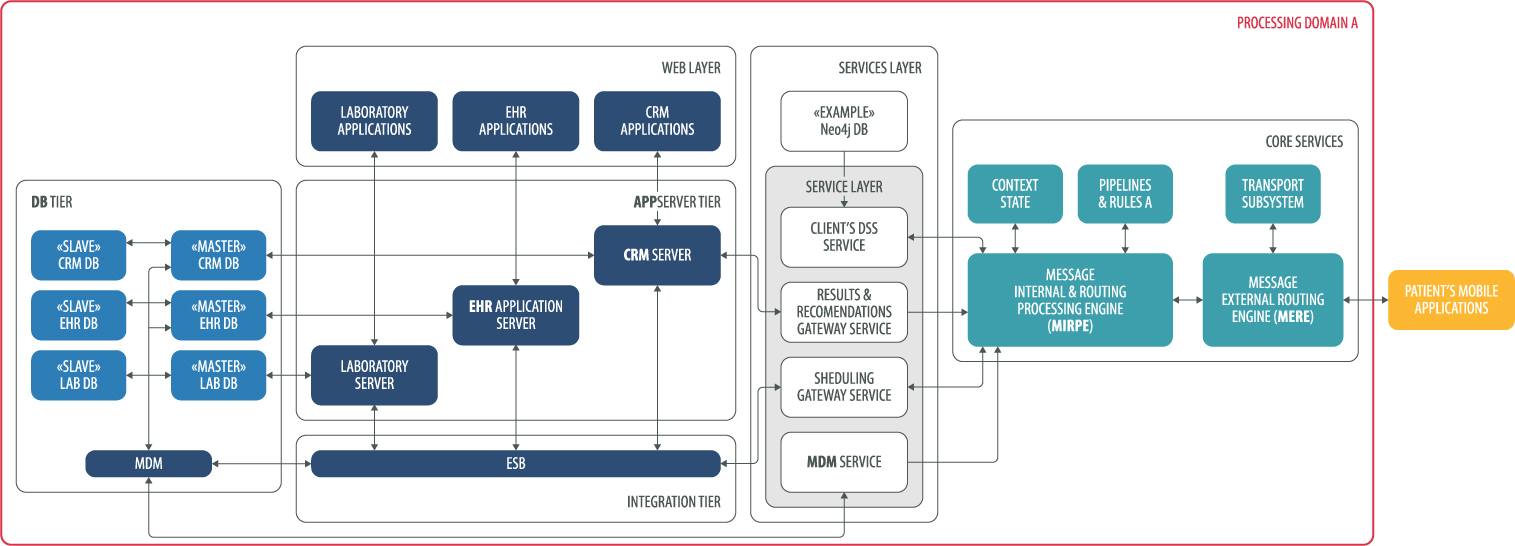 PROCESSING DOMAIN A
WEB LAYER
LABORATORY
APPLICATIONS
EHR
APPLICATIONS
CRM
APPLICATIONS
SERVICES LAYER
«EXAMPLE»
Neo4j DB
SERVICE LAYER
CLIENT'S DSS
SERVICE
RESULTS &
RECOMENDATIONS
GATEWAY SERVICE
SHEDULING
GATEWAY SERVICE
MDM SERVICE
CORE SERVICES
CONTEXT
STATE
PIPELINES
& RULES A
TRANSPORT
SUBSYSTEM
MESSAGE
INTERNAL & ROUTING
PROCESSING ENGINE
(MIRPE)
MESSAGE
EXTERNAL ROUTING
ENGINE (MERE)
PATIENT'S MOBILE
APPLICATIONS
DB TIER
«SLAVE»
CRM DB
«MASTER»
CRM DB
«SLAVE»
EHR DB
«MASTER»
EHR DB
«SLAVE»
LAB DB
«MASTER»
LAB DB
MDM
APPSERVER TIER
CRM SERVER
EHR APPLICATION
SERVER
LABORATORY
SERVER
ESB
INTEGRATION TIER